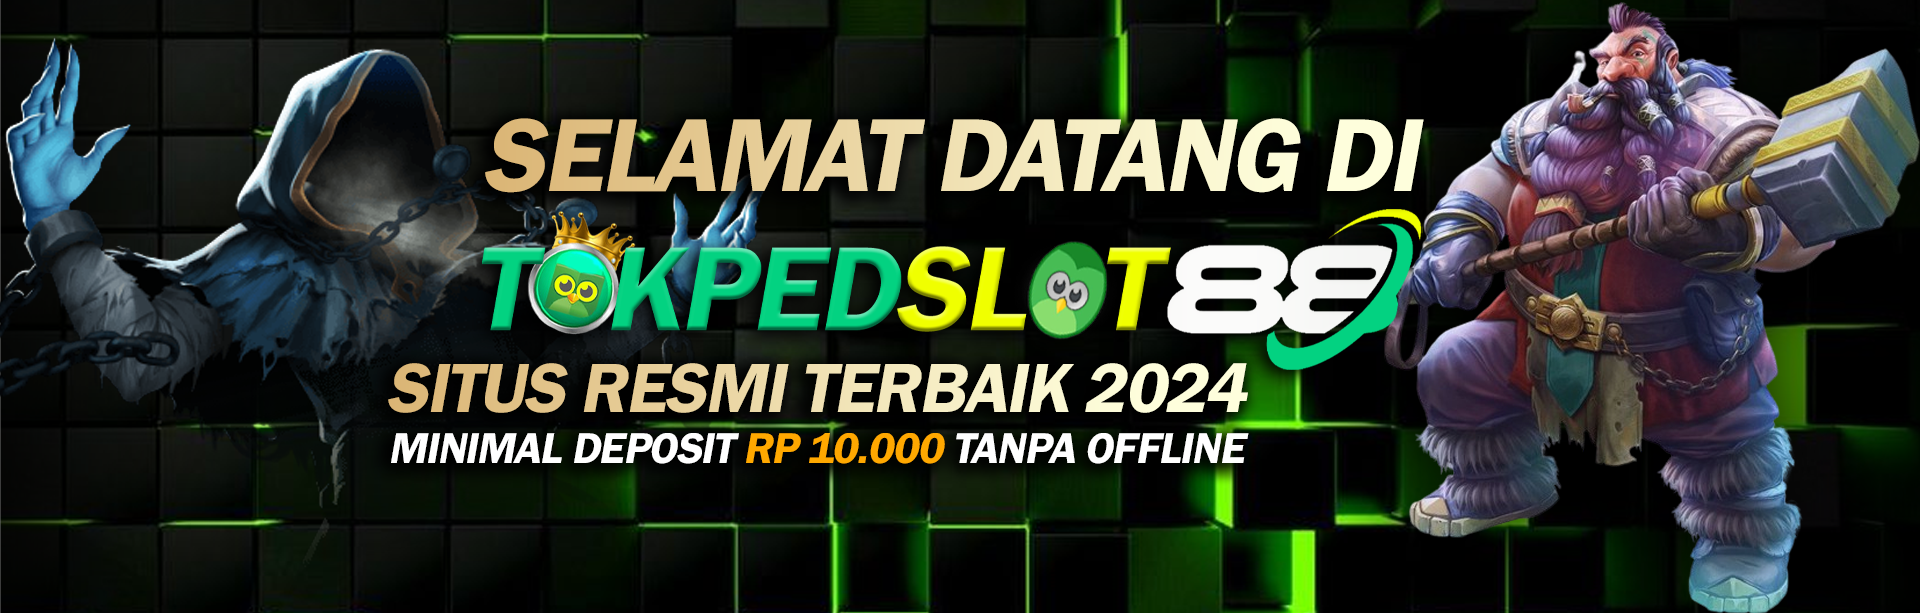 SELAMAT DATANG DI
TOKPEDSLOT88
SITUS RESMI TERBAIK 2024
MINIMAL DEPOSIT RP 10.000 TANPA OFFLINE